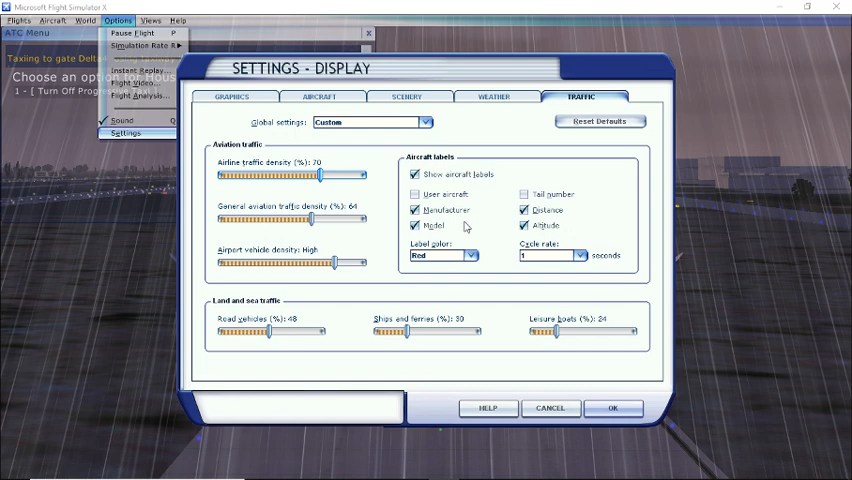 Microsoft Flight Simulator X
Flights Aircraft World Options Views Help
ATC Menu X
Taxiing to gate Delta
Choose an option for Hous
1 - [ Turn Off Progressive Tax
Pause Flight P
Simulation Rate R
Instant Replay...
Flight Video...
Flight Analysis...
Sound Q
Settings
SETTINGS - DISPLAY
GRAPHICS AIRCRAFT SCENERY WEATHER TRAFFIC
Global settings: Custom Reset Defaults
Aviation traffic
Airline traffic density (%): 70
General aviation traffic density (%): 64
Airport vehicle density: High
Aircraft labels
Show aircraft labels
User aircraft Tail number
Manufacturer Distance
Model Altitude
Label color: Cycle rate:
Red 1 seconds
Land and sea traffic
Road vehicles (%): 48 Ships and ferries (%): 30 Leisure boats (%): 24
HELP CANCEL OK